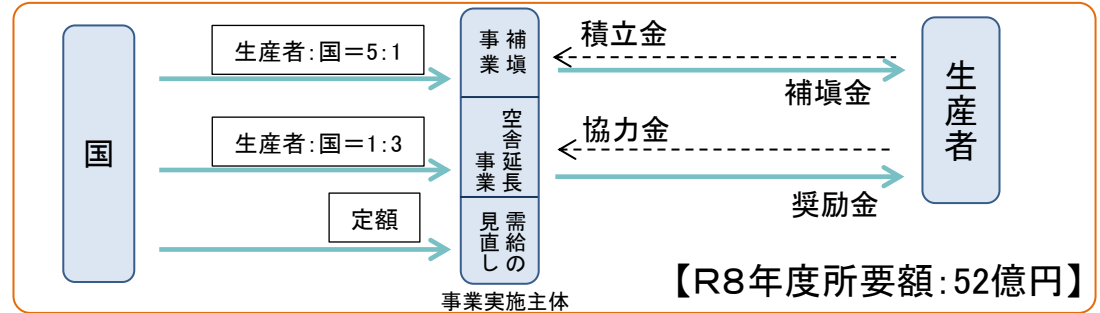 国
生産者:国=5:1
生産者:国=1:3
定額
補塡
事業
空舎延長
事業
需給の
見直し
事業実施主体
積立金
補塡金
協力金
奨励金
生産者
【R8年度所要額:52億円】